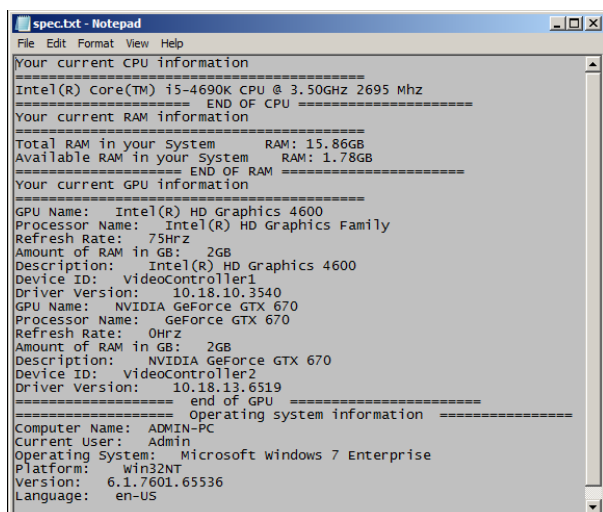 spec.txt - Notepad
File Edit Format View Help
Your current CPU information
==========================================
Intel(R) Core(TM) i5-4690K CPU @ 3.50GHz 2695 Mhz
===================== END OF CPU =====================
Your current RAM information
==========================================
Total RAM in your System RAM: 15.86GB
Available RAM in your System RAM: 1.78GB
==================== END OF RAM ======================
Your current GPU information
==========================================
GPU Name: Intel(R) HD Graphics 4600
Processor Name: Intel(R) HD Graphics Family
Refresh Rate: 75Hrz
Amount of RAM in GB: 2GB
Description: Intel(R) HD Graphics 4600
Device ID: VideoController1
Driver Version: 10.18.10.3540
GPU Name: NVIDIA GeForce GTX 670
Processor Name: GeForce GTX 670
Refresh Rate: 0Hrz
Amount of RAM in GB: 2GB
Description: NVIDIA GeForce GTX 670
Device ID: VideoController2
Driver Version: 10.18.13.6519
=================== end of GPU =======================
=================== Operating system information ================
Computer Name: ADMIN-PC
Current User: Admin
Operating System: Microsoft Windows 7 Enterprise
Platform: Win32NT
Version: 6.1.7601.65536
Language: en-US